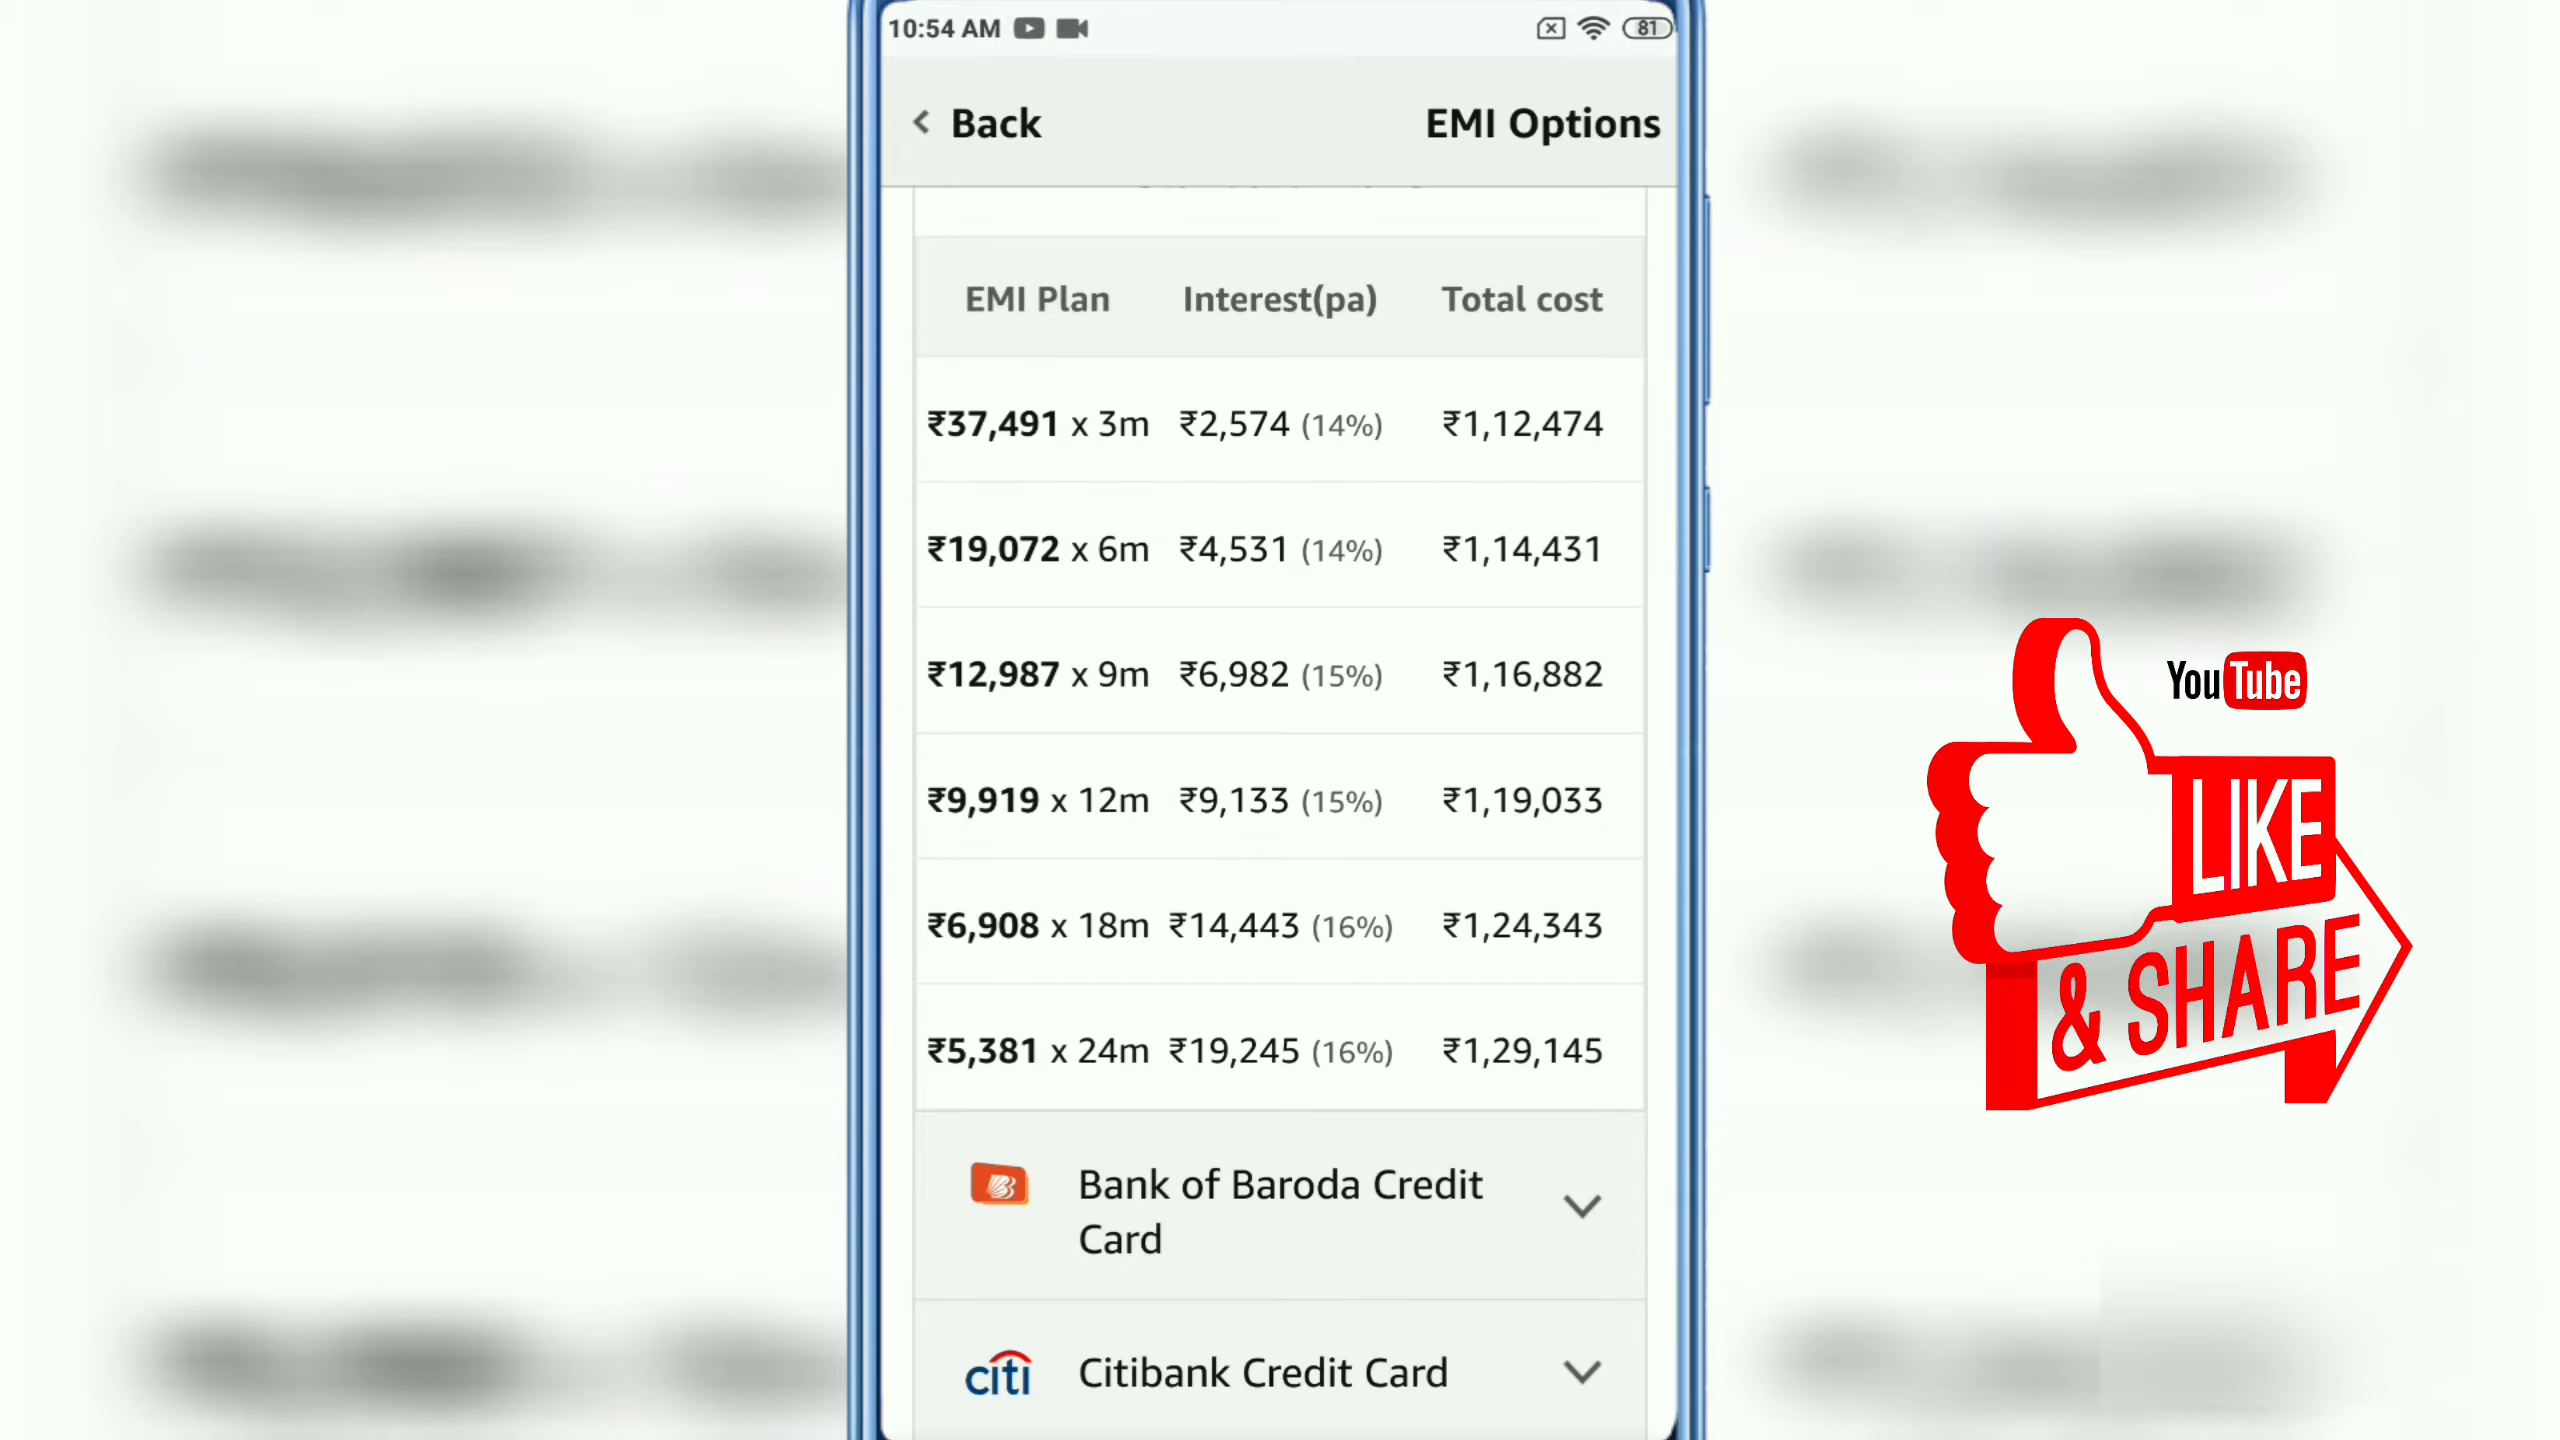 10:54 AM 81
Back EMI Options
EMI Plan Interest(pa) Total cost
₹37,491 x 3m ₹2,574 (14%) ₹1,12,474
₹19,072 x 6m ₹4,531 (14%) ₹1,14,431
₹12,987 x 9m ₹6,982 (15%) ₹1,16,882
₹9,919 x 12m ₹9,133 (15%) ₹1,19,033
₹6,908 x 18m ₹14,443 (16%) ₹1,24,343
₹5,381 x 24m ₹19,245 (16%) ₹1,29,145
Bank of Baroda Credit
Card
citi Citibank Credit Card
YouTube
LIKE
& SHARE